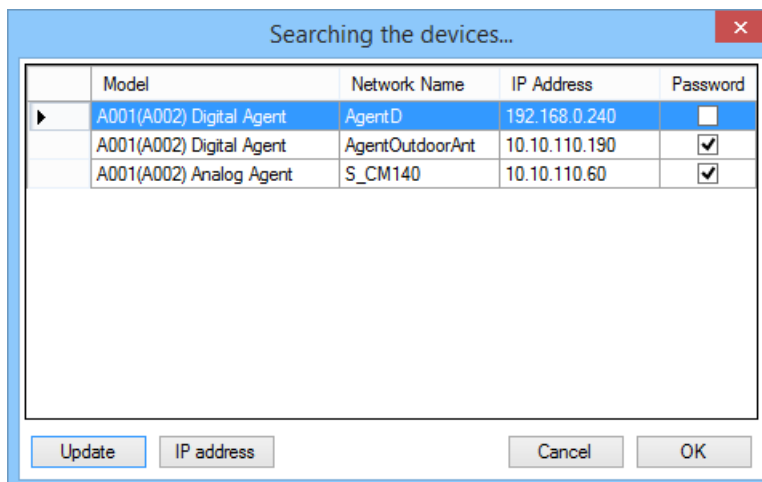 Searching the devices...
Model Network Name IP Address Password
A001(A002) Digital Agent AgentD 192.168.0.240
A001(A002) Digital Agent AgentOutdoorAnt 10.10.110.190
A001(A002) Analog Agent S_CM140 10.10.110.60
Update IP address Cancel OK